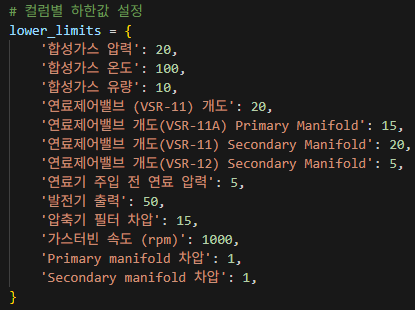 # 컬럼별 하한값 설정
lower_limits = {
    '합성가스 압력': 20,
    '합성가스 온도': 100,
    '합성가스 유량': 10,
    '연료제어밸브 (VSR-11) 개도': 20,
    '연료제어밸브 개도(VSR-11A) Primary Manifold': 15,
    '연료제어밸브 개도(VSR-11) Secondary Manifold': 20,
    '연료제어밸브 개도(VSR-12) Secondary Manifold': 5,
    '연료기 주입 전 연료 압력': 5,
    '발전기 출력': 50,
    '압축기 필터 차압': 15,
    '가스터빈 속도 (rpm)': 1000,
    'Primary manifold 차압': 1,
    'Secondary manifold 차압': 1,
}